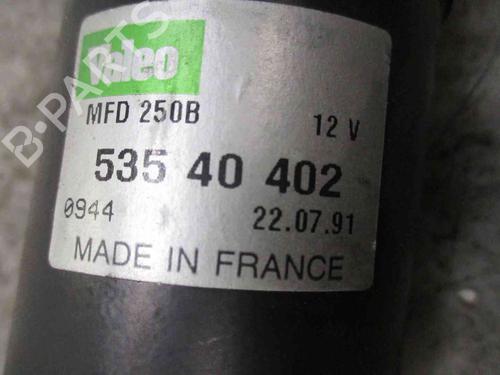 Valeo
MFD 250B 12 V
535 40 402
0944 22.07.91
MADE IN FRANCE
B-PARTS